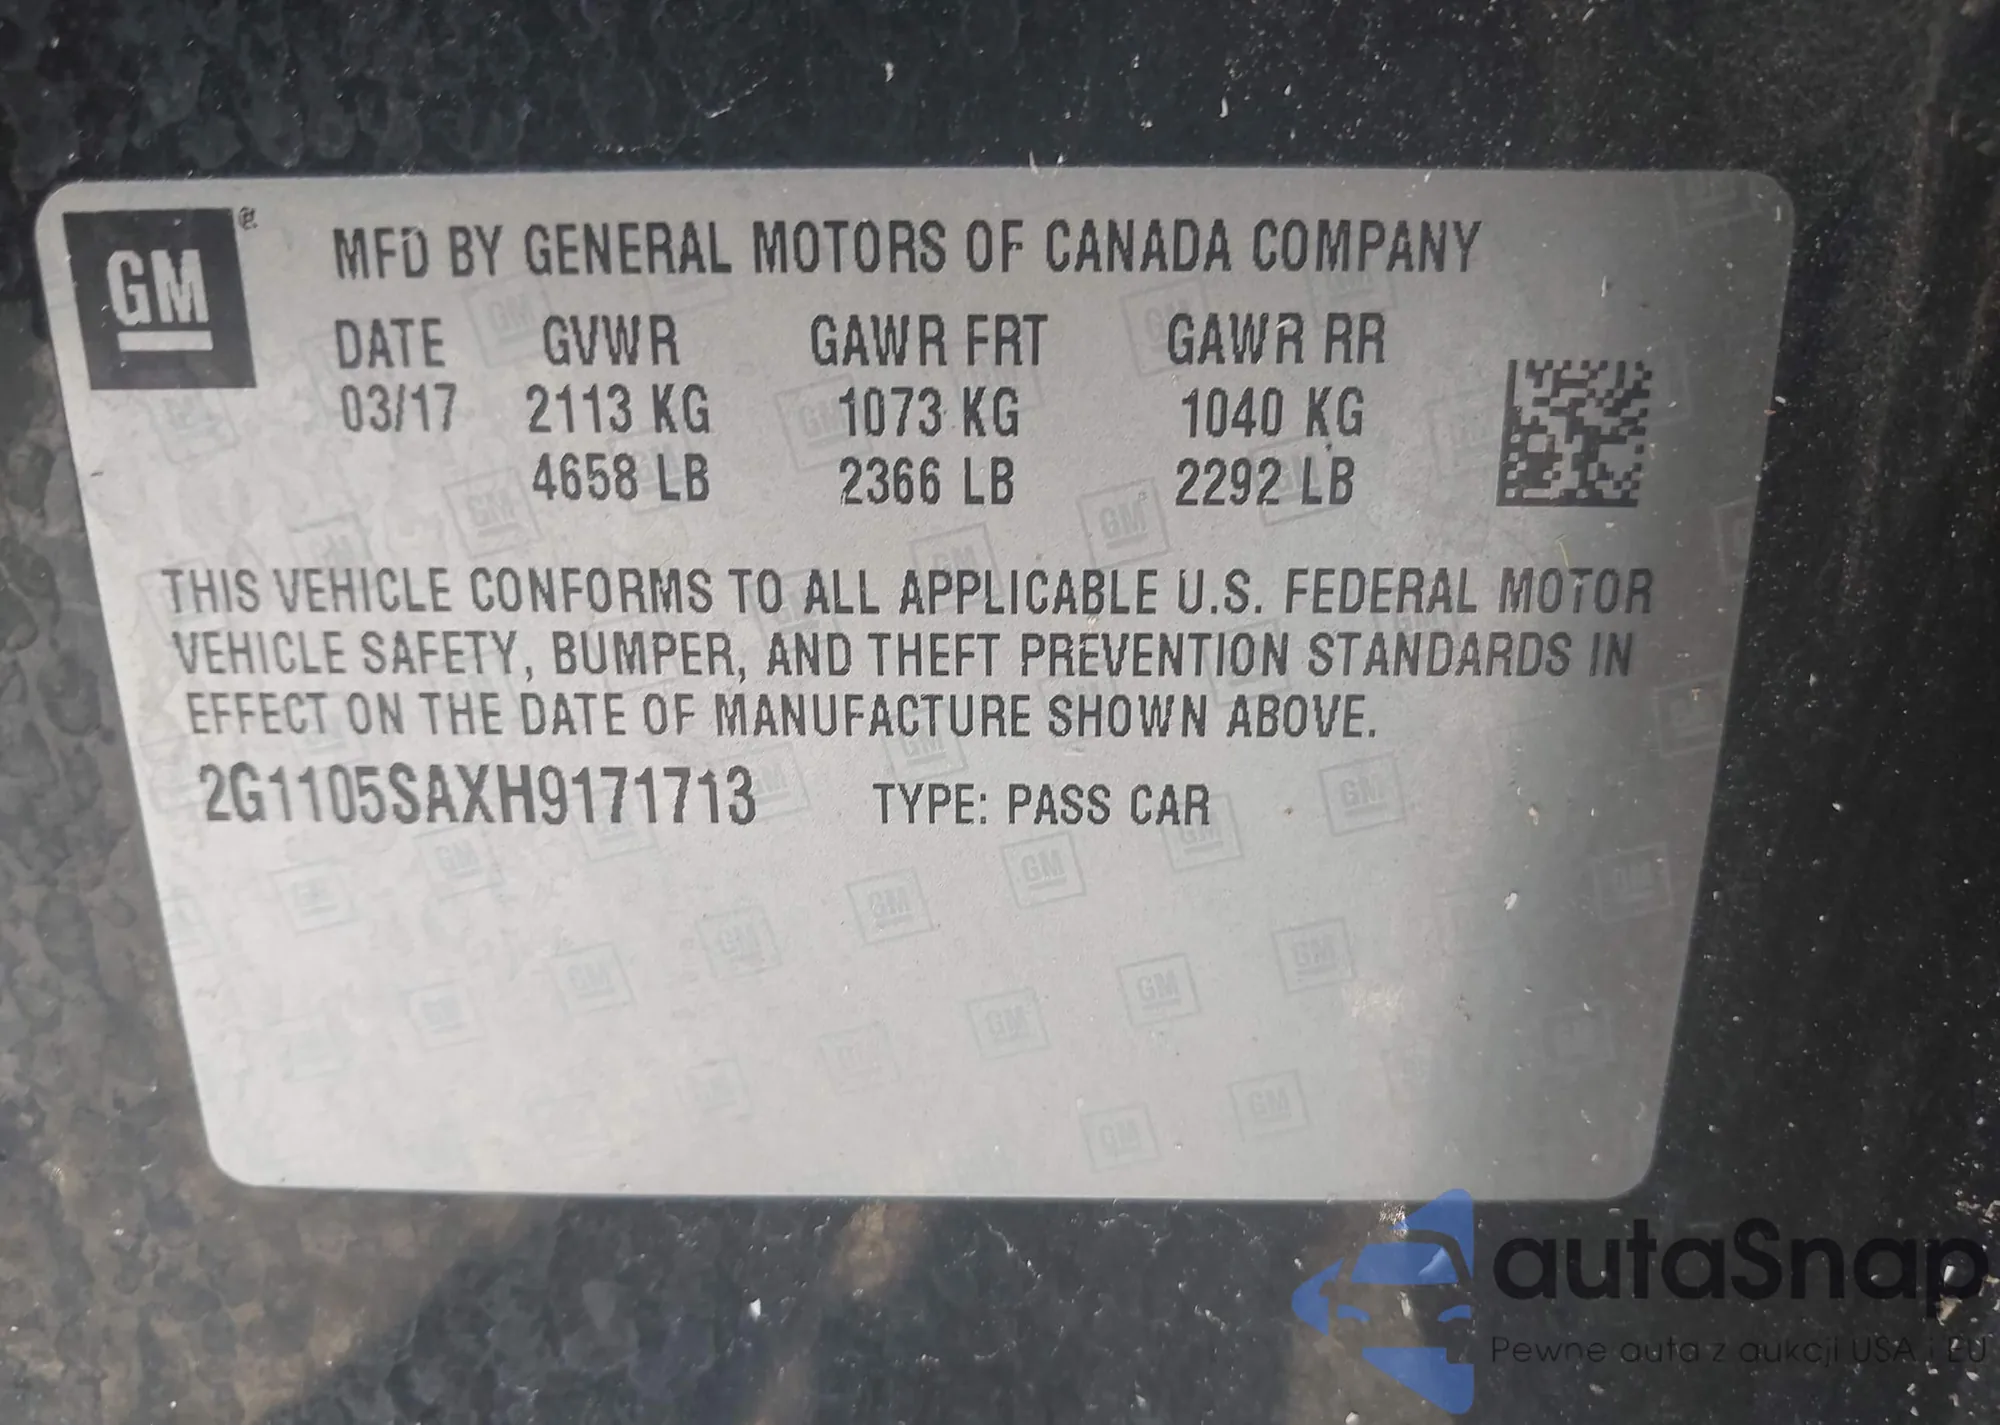 GM®
MFD BY GENERAL MOTORS OF CANADA COMPANY
DATE GVWR GAWR FRT GAWR RR
03/17 2113 KG 1073 KG 1040 KG
4658 LB 2366 LB 2292 LB
THIS VEHICLE CONFORMS TO ALL APPLICABLE U.S. FEDERAL MOTOR
VEHICLE SAFETY, BUMPER, AND THEFT PREVENTION STANDARDS IN
EFFECT ON THE DATE OF MANUFACTURE SHOWN ABOVE.
2G1105SAXH9171713 TYPE: PASS CAR
autaSnap
Pewne auta z aukcji USA i EU